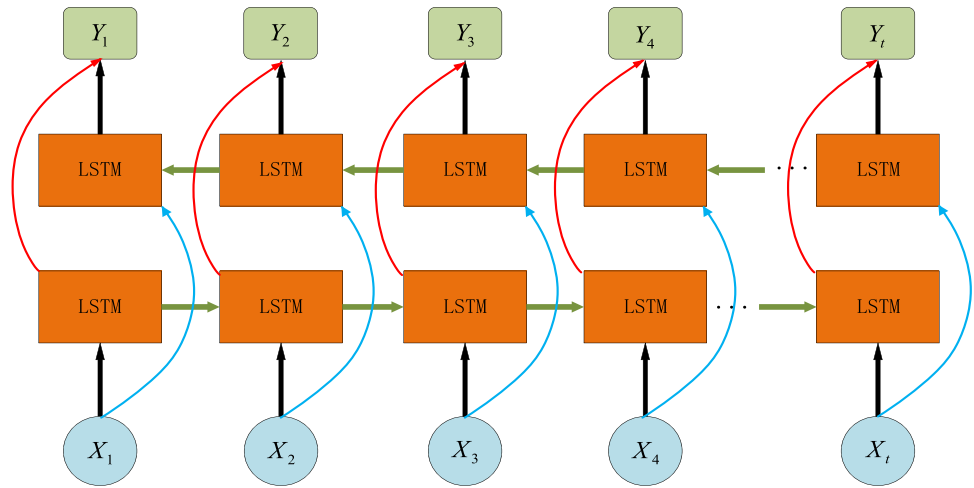 Y₁ Y₂ Y₃ Y₄ Yₜ
LSTM LSTM LSTM LSTM ··· LSTM
LSTM LSTM LSTM LSTM ··· LSTM
X₁ X₂ X₃ X₄ Xₜ